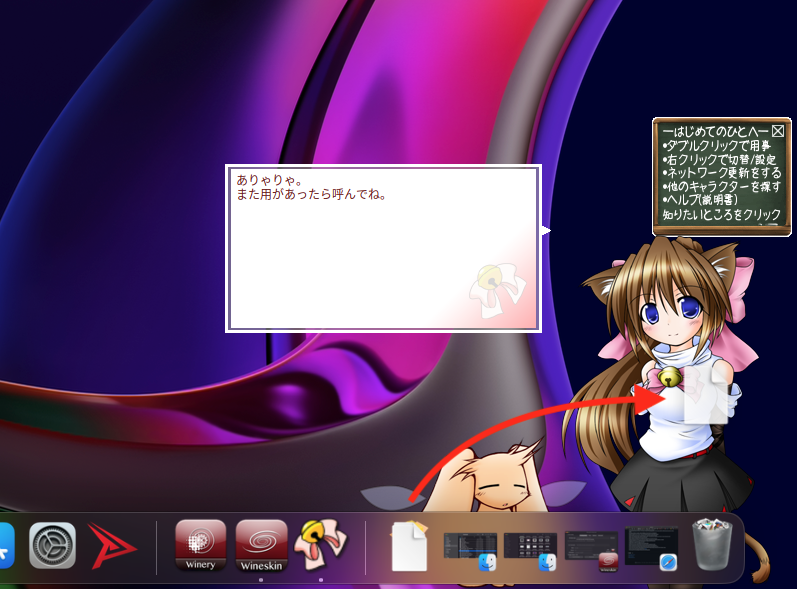 ありゃりゃ。
また用があったら呼んでね。
―はじめてのひとへ―
•ダブルクリックで用事
•右クリックで切替/設定
•ネットワーク更新をする
•他のキャラクターを探す
•ヘルプ(説明書)
知りたいところをクリック
Winery
Wineskin